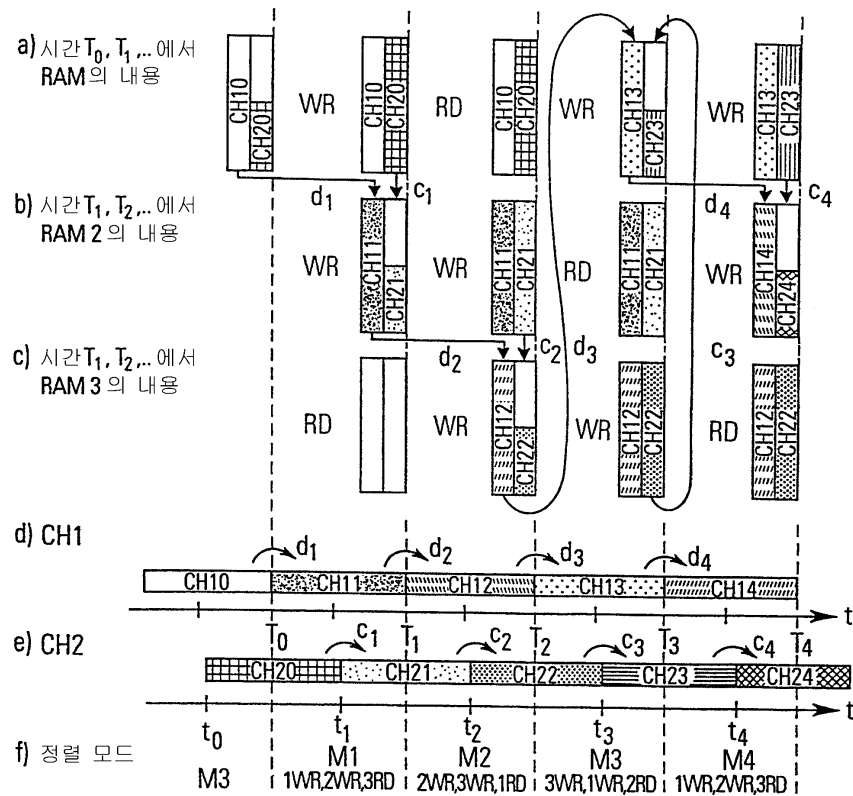 a) 시간 T0, T1,.. 에서
RAM의 내용
CH10
CH20
WR
CH10
CH20
RD
CH10
CH20
WR
CH13
CH23
WR
CH13
CH23
d1
c1
d4
c4
b) 시간 T1, T2,.. 에서
RAM 2의 내용
WR
CH11
CH21
WR
CH11
CH21
RD
CH11
CH21
WR
CH14
CH24
d2
c2
d3
c3
c) 시간 T1, T2,.. 에서
RAM 3의 내용
RD
WR
CH12
CH22
WR
CH12
CH22
RD
CH12
CH22
d) CH1
d1
d2
d3
d4
CH10
CH11
CH12
CH13
CH14
t
e) CH2
T0
c1
T1
c2
T2
c3
T3
c4
T4
CH20
CH21
CH22
CH23
CH24
t
t0
t1
t2
t3
t4
f) 정렬 모드
M3
M1
M2
M3
M4
1WR,2WR,3RD
2WR,3WR,1RD
3WR,1WR,2RD
1WR,2WR,3RD